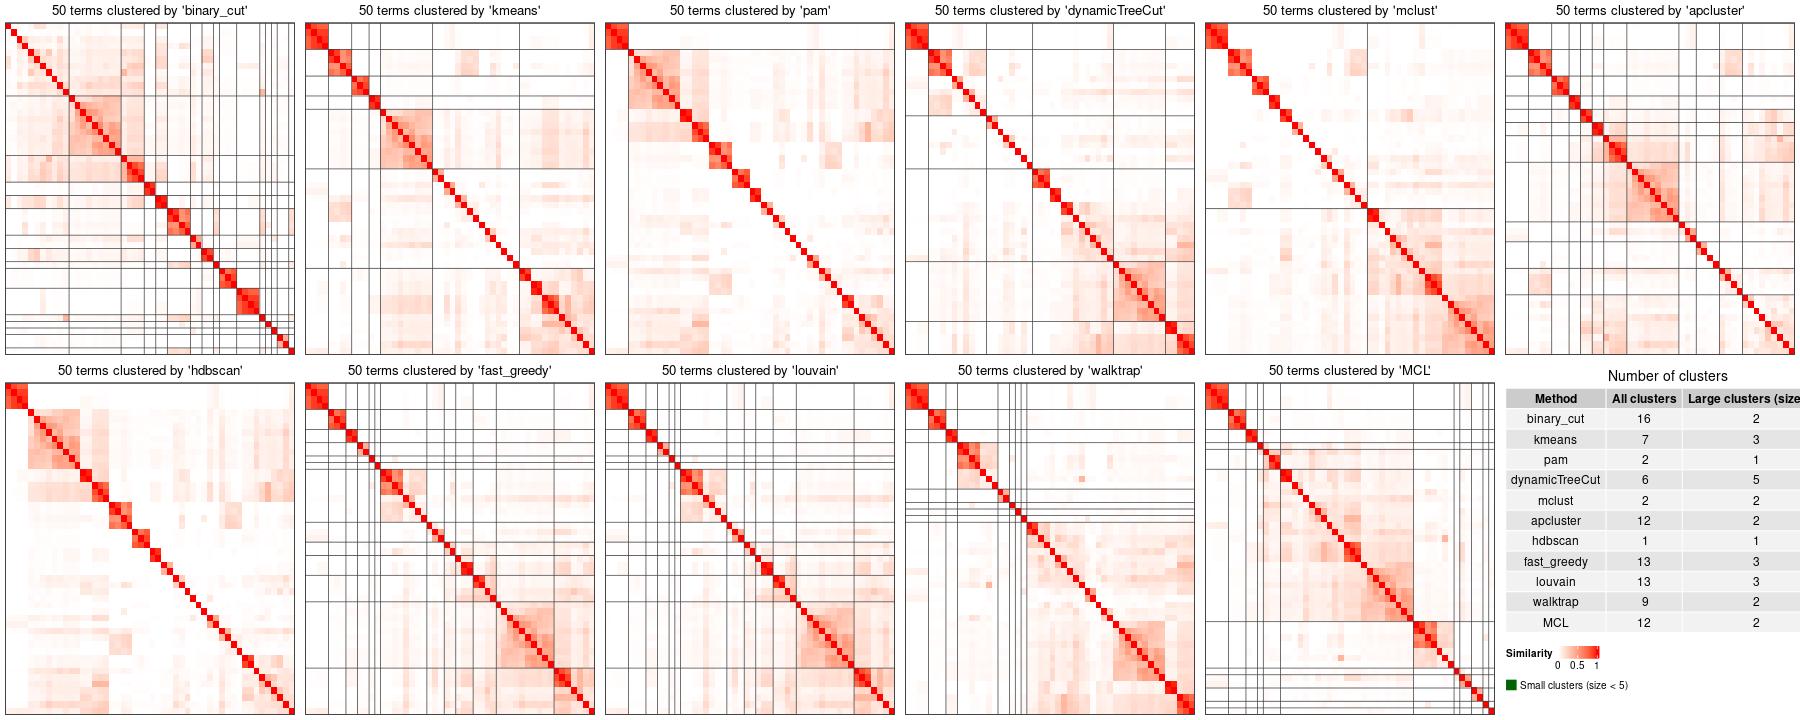 50 terms clustered by 'binary_cut'
50 terms clustered by 'kmeans'
50 terms clustered by 'pam'
50 terms clustered by 'dynamicTreeCut'
50 terms clustered by 'mclust'
50 terms clustered by 'apcluster'
50 terms clustered by 'hdbscan'
50 terms clustered by 'fast_greedy'
50 terms clustered by 'louvain'
50 terms clustered by 'walktrap'
50 terms clustered by 'MCL'
Number of clusters
Method All clusters Large clusters (size
binary_cut 16 2
kmeans 7 3
pam 2 1
dynamicTreeCut 6 5
mclust 2 2
apcluster 12 2
hdbscan 1 1
fast_greedy 13 3
louvain 13 3
walktrap 9 2
MCL 12 2
Similarity
0 0.5 1
Small clusters (size < 5)